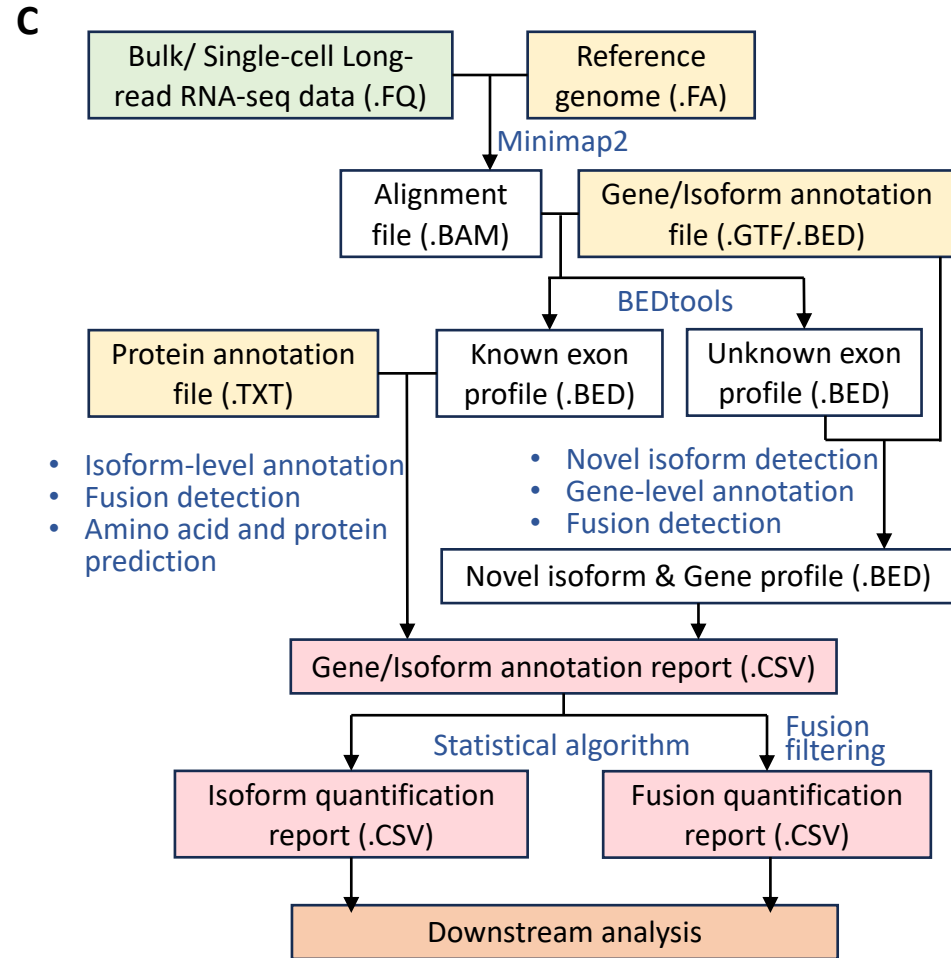 C
Bulk/ Single-cell Long-
read RNA-seq data (.FQ)
Reference
genome (.FA)
Minimap2
Alignment
file (.BAM)
Gene/Isoform annotation
file (.GTF/.BED)
BEDtools
Protein annotation
file (.TXT)
Known exon
profile (.BED)
Unknown exon
profile (.BED)
• Isoform-level annotation
• Fusion detection
• Amino acid and protein
prediction
• Novel isoform detection
• Gene-level annotation
• Fusion detection
Novel isoform & Gene profile (.BED)
Gene/Isoform annotation report (.CSV)
Statistical algorithm
Fusion
filtering
Isoform quantification
report (.CSV)
Fusion quantification
report (.CSV)
Downstream analysis